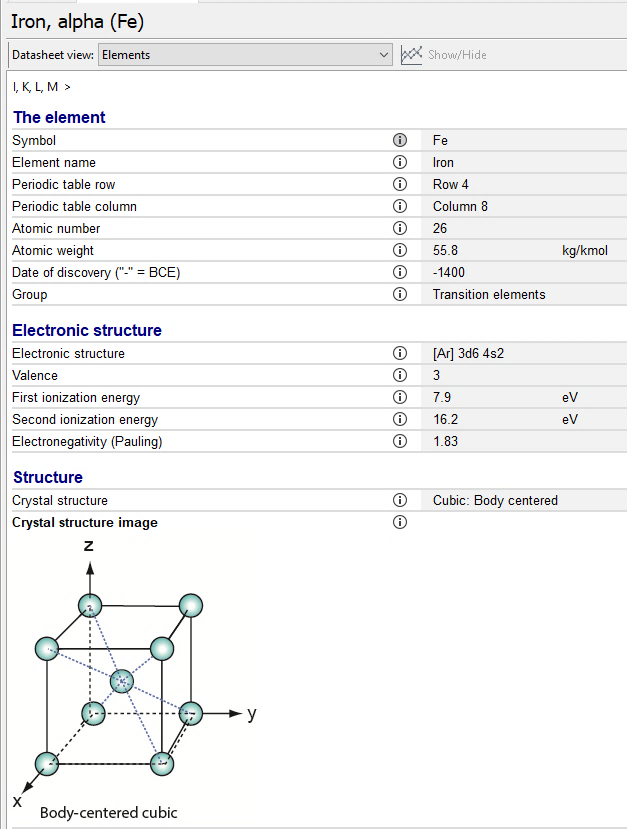 Iron, alpha (Fe)
Datasheet view: Elements Show/Hide
I, K, L, M >
The element
Symbol Fe
Element name Iron
Periodic table row Row 4
Periodic table column Column 8
Atomic number 26
Atomic weight 55.8 kg/kmol
Date of discovery ("-" = BCE) -1400
Group Transition elements
Electronic structure
Electronic structure [Ar] 3d6 4s2
Valence 3
First ionization energy 7.9 eV
Second ionization energy 16.2 eV
Electronegativity (Pauling) 1.83
Structure
Crystal structure Cubic: Body centered
Crystal structure image
z
y
x
Body-centered cubic